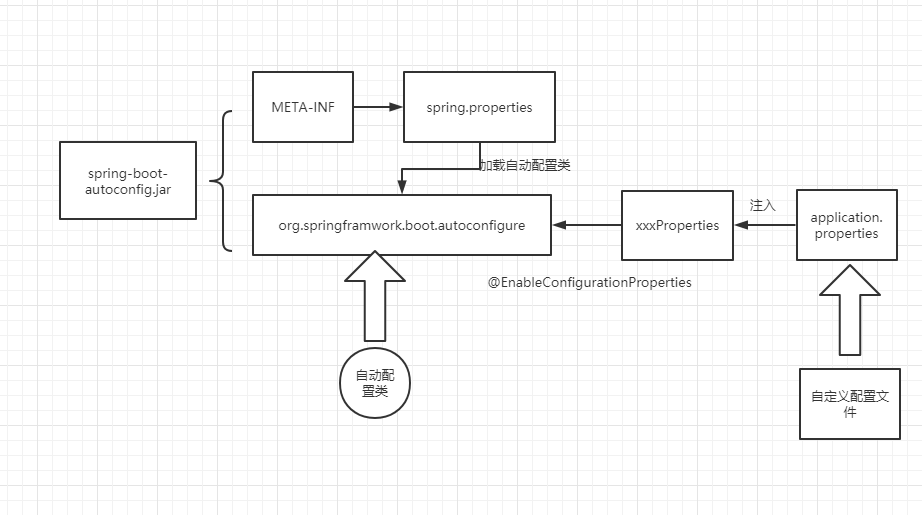 META-INF
spring.properties
加载自动配置类
spring-boot-
autoconfig.jar
org.springframwork.boot.autoconfigure
xxxProperties
注入
application.
properties
@EnableConfigurationProperties
自动配
置类
自定义配置文
件